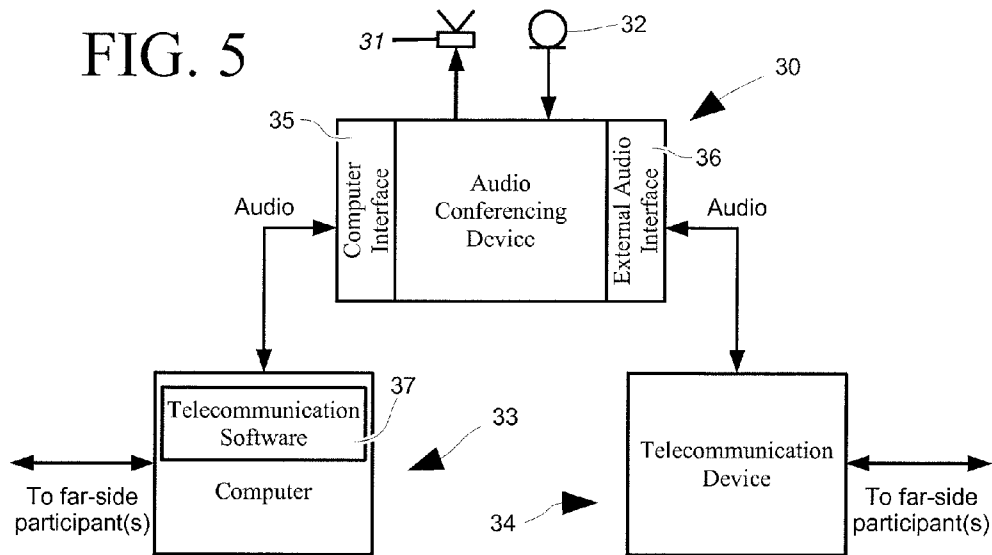 FIG. 5
31
32
30
35
36
Computer
Interface
Audio
Conferencing
Device
External Audio
Interface
Audio
Audio
37
Telecommunication
Software
Computer
33
34
Telecommunication
Device
To far-side
participant(s)
To far-side
participant(s)